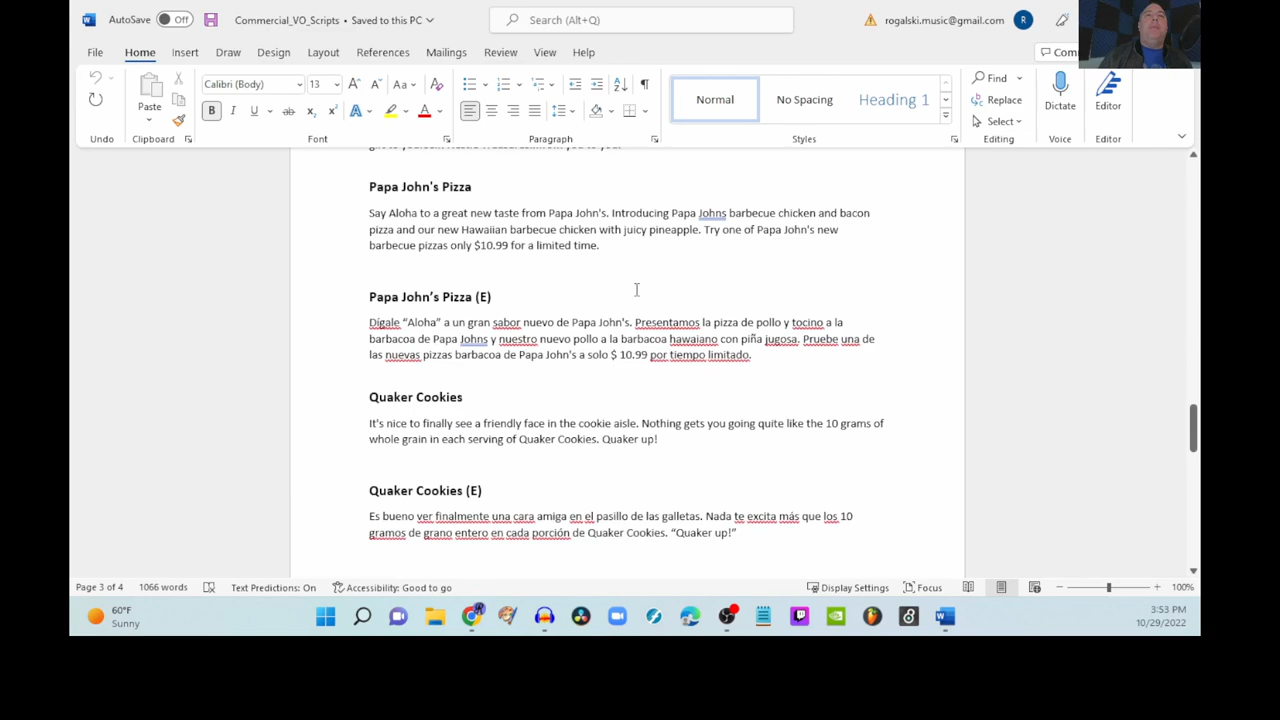 AutoSave Off Commercial_VO_Scripts • Saved to this PC Search (Alt+Q) rogalski.music@gmail.com R
File Home Insert Draw Design Layout References Mailings Review View Help
Paste Calibri (Body) 13 Aa Normal No Spacing Heading 1 Find Replace Select Dictate Editor
Undo Clipboard Font Paragraph Styles Editing Voice Editor
Papa John's Pizza
Say Aloha to a great new taste from Papa John's. Introducing Papa Johns barbecue chicken and bacon
pizza and our new Hawaiian barbecue chicken with juicy pineapple. Try one of Papa John's new
barbecue pizzas only $10.99 for a limited time.
Papa John’s Pizza (E)
Dígale “Aloha” a un gran sabor nuevo de Papa John's. Presentamos la pizza de pollo y tocino a la
barbacoa de Papa Johns y nuestro nuevo pollo a la barbacoa hawaiano con piña jugosa. Pruebe una de
las nuevas pizzas barbacoa de Papa John's a solo $ 10.99 por tiempo limitado.
Quaker Cookies
It's nice to finally see a friendly face in the cookie aisle. Nothing gets you going quite like the 10 grams of
whole grain in each serving of Quaker Cookies. Quaker up!
Quaker Cookies (E)
Es bueno ver finalmente una cara amiga en el pasillo de las galletas. Nada te excita más que los 10
gramos de grano entero en cada porción de Quaker Cookies. “Quaker up!”
Page 3 of 4 1066 words Text Predictions: On Accessibility: Good to go Display Settings Focus 100%
60°F
Sunny
3:53 PM
10/29/2022